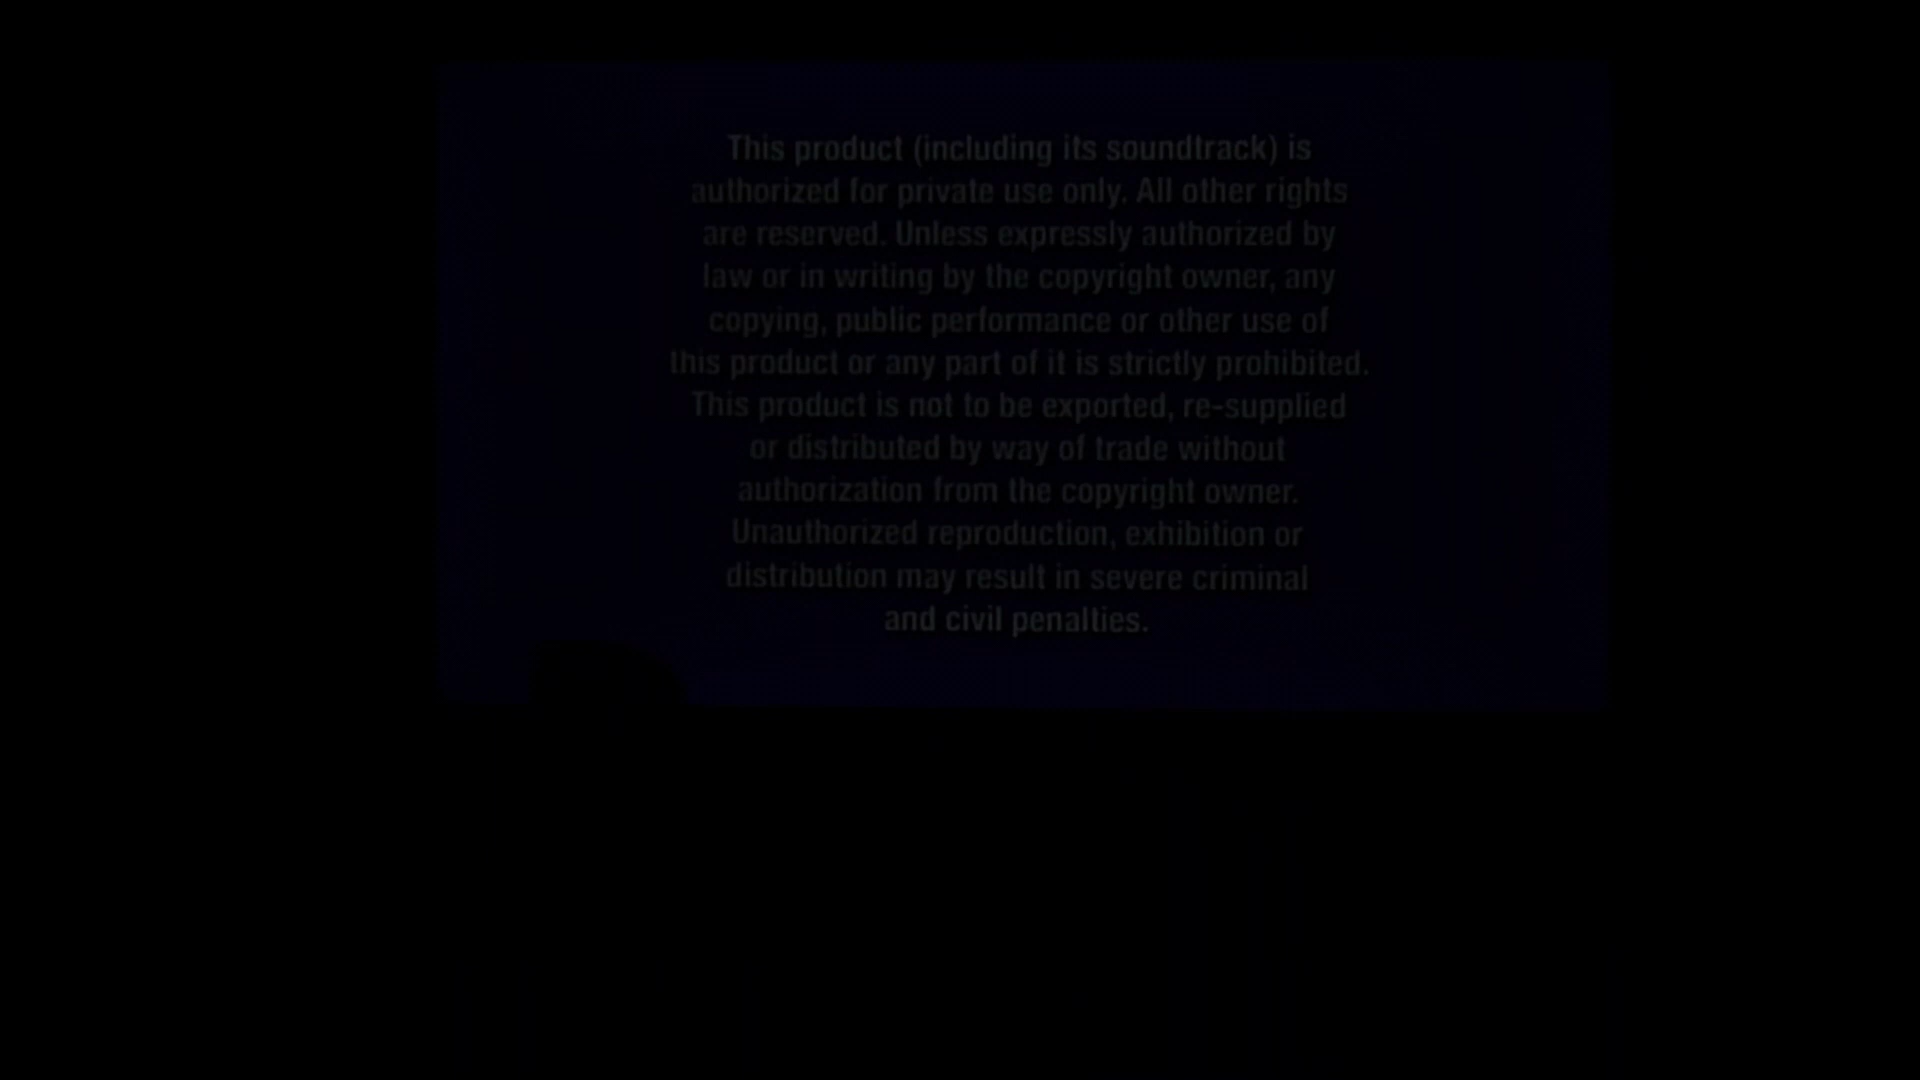 This product (including its soundtrack) is
authorized for private use only. All other rights
are reserved. Unless expressly authorized by
law or in writing by the copyright owner, any
copying, public performance or other use of
this product or any part of it is strictly prohibited.
This product is not to be exported, re-supplied
or distributed by way of trade without
authorization from the copyright owner.
Unauthorized reproduction, exhibition or
distribution may result in severe criminal
and civil penalties.